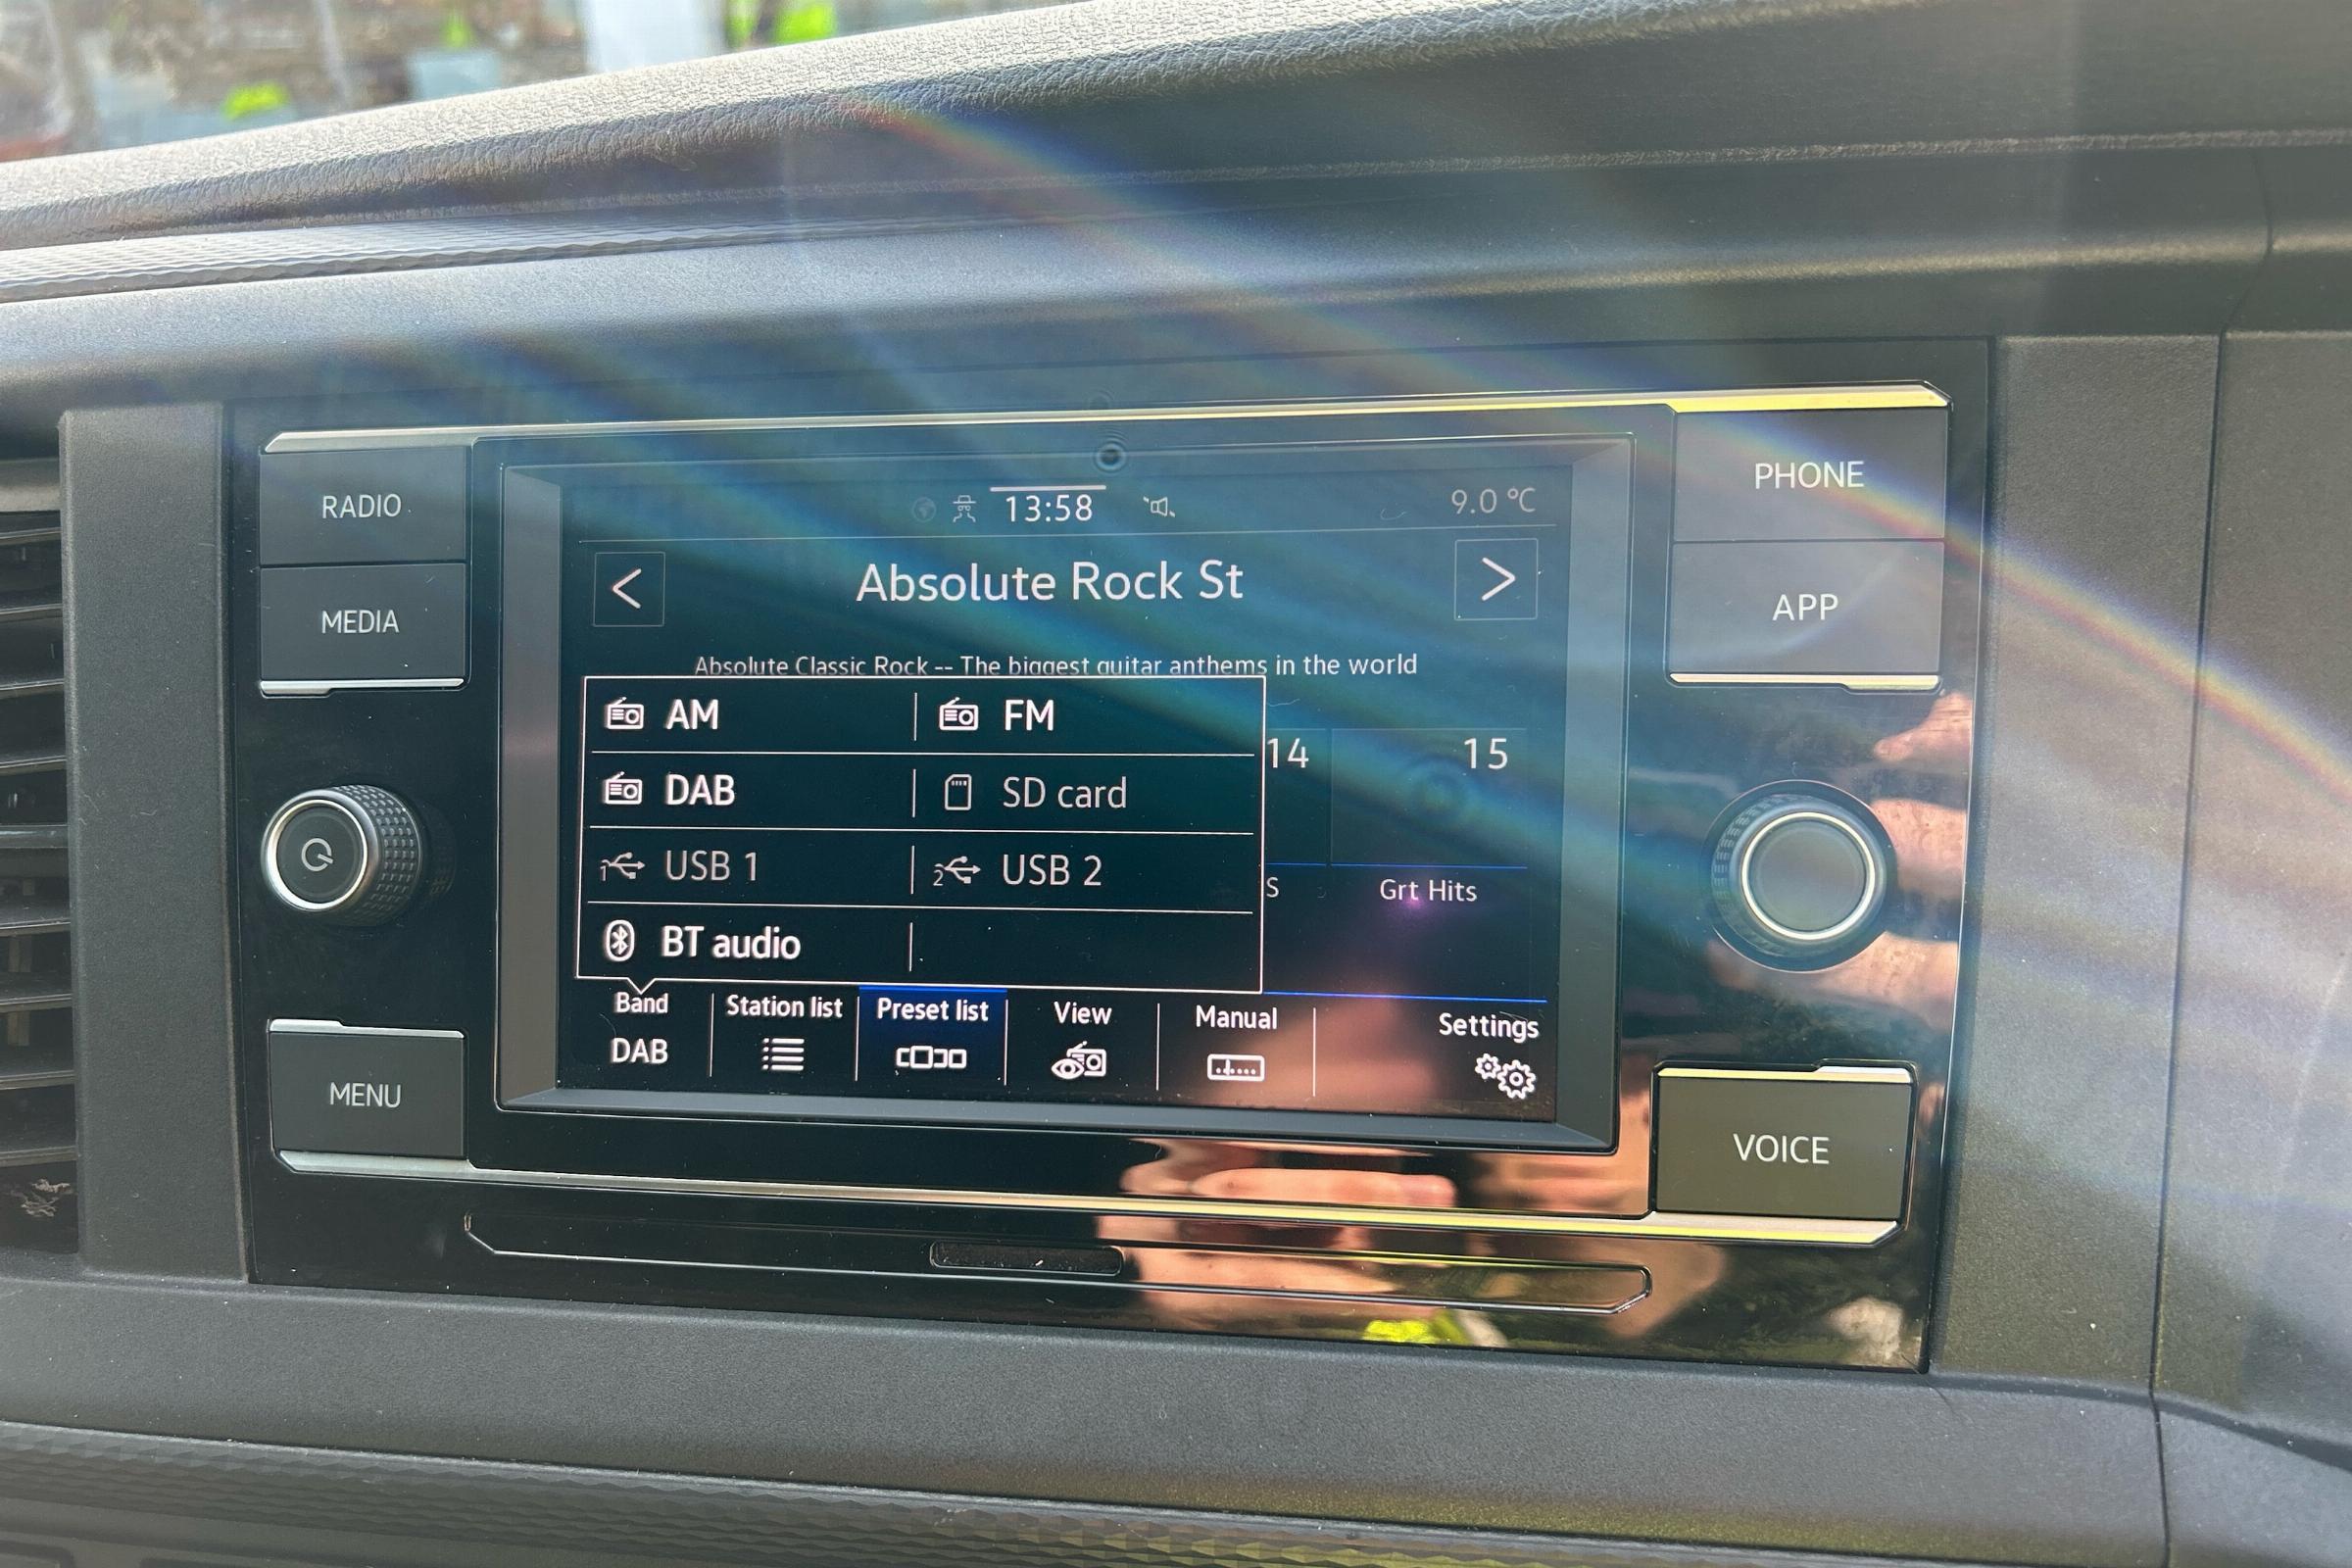 RADIO
MEDIA
MENU
PHONE
APP
VOICE
13:58
9.0 °C
< Absolute Rock St >
Absolute Classic Rock -- The biggest guitar anthems in the world
AM FM
DAB SD card
1 USB 1 2 USB 2
BT audio
14 15
s Grt Hits
Band Station list Preset list View Manual Settings
DAB